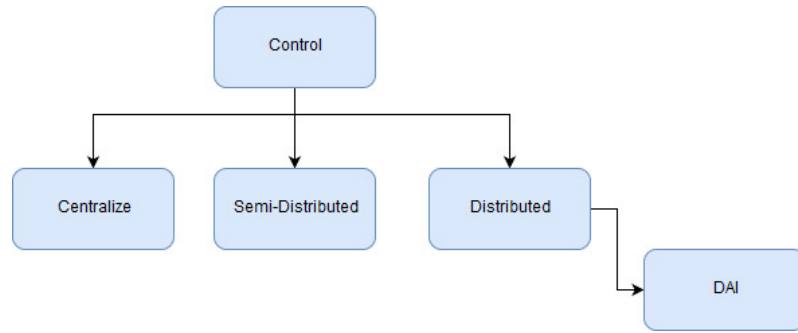 Control
Centralize
Semi-Distributed
Distributed
DAI